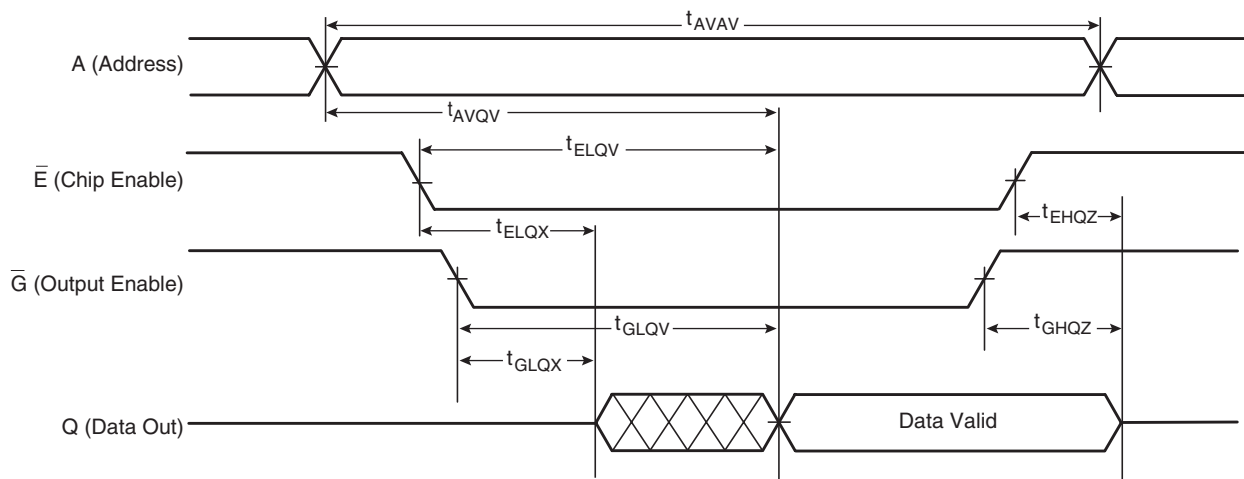 tAVAV
A (Address)
tAVQV
tELQV
E̅ (Chip Enable)
tEHQZ
tELQX
G̅ (Output Enable)
tGLQV
tGHQZ
tGLQX
Q (Data Out)
Data Valid